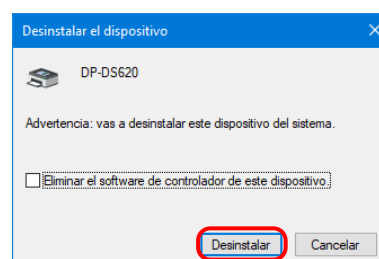 Desinstalar el dispositivo
DP-DS620
Advertencia: vas a desinstalar este dispositivo del sistema.
Eliminar el software de controlador de este dispositivo.
Desinstalar
Cancelar